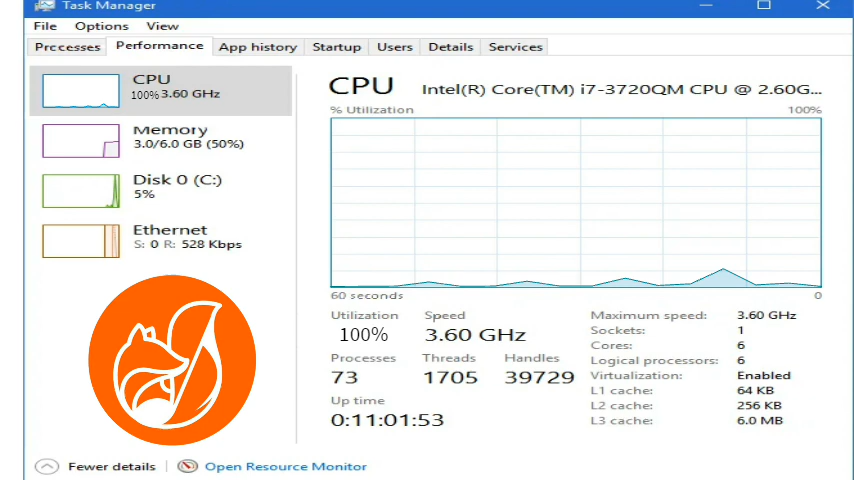 Task Manager
File Options View
Processes Performance App history Startup Users Details Services
CPU
100% 3.60 GHz
Memory
3.0/6.0 GB (50%)
Disk 0 (C:)
5%
Ethernet
S: 0 R: 528 Kbps
CPU Intel(R) Core(TM) i7-3720QM CPU @ 2.60G...
% Utilization 100%
60 seconds 0
Utilization Speed
100% 3.60 GHz
Processes Threads Handles
73 1705 39729
Up time
0:11:01:53
Maximum speed: 3.60 GHz
Sockets: 1
Cores: 6
Logical processors: 6
Virtualization: Enabled
L1 cache: 64 KB
L2 cache: 256 KB
L3 cache: 6.0 MB
Fewer details Open Resource Monitor